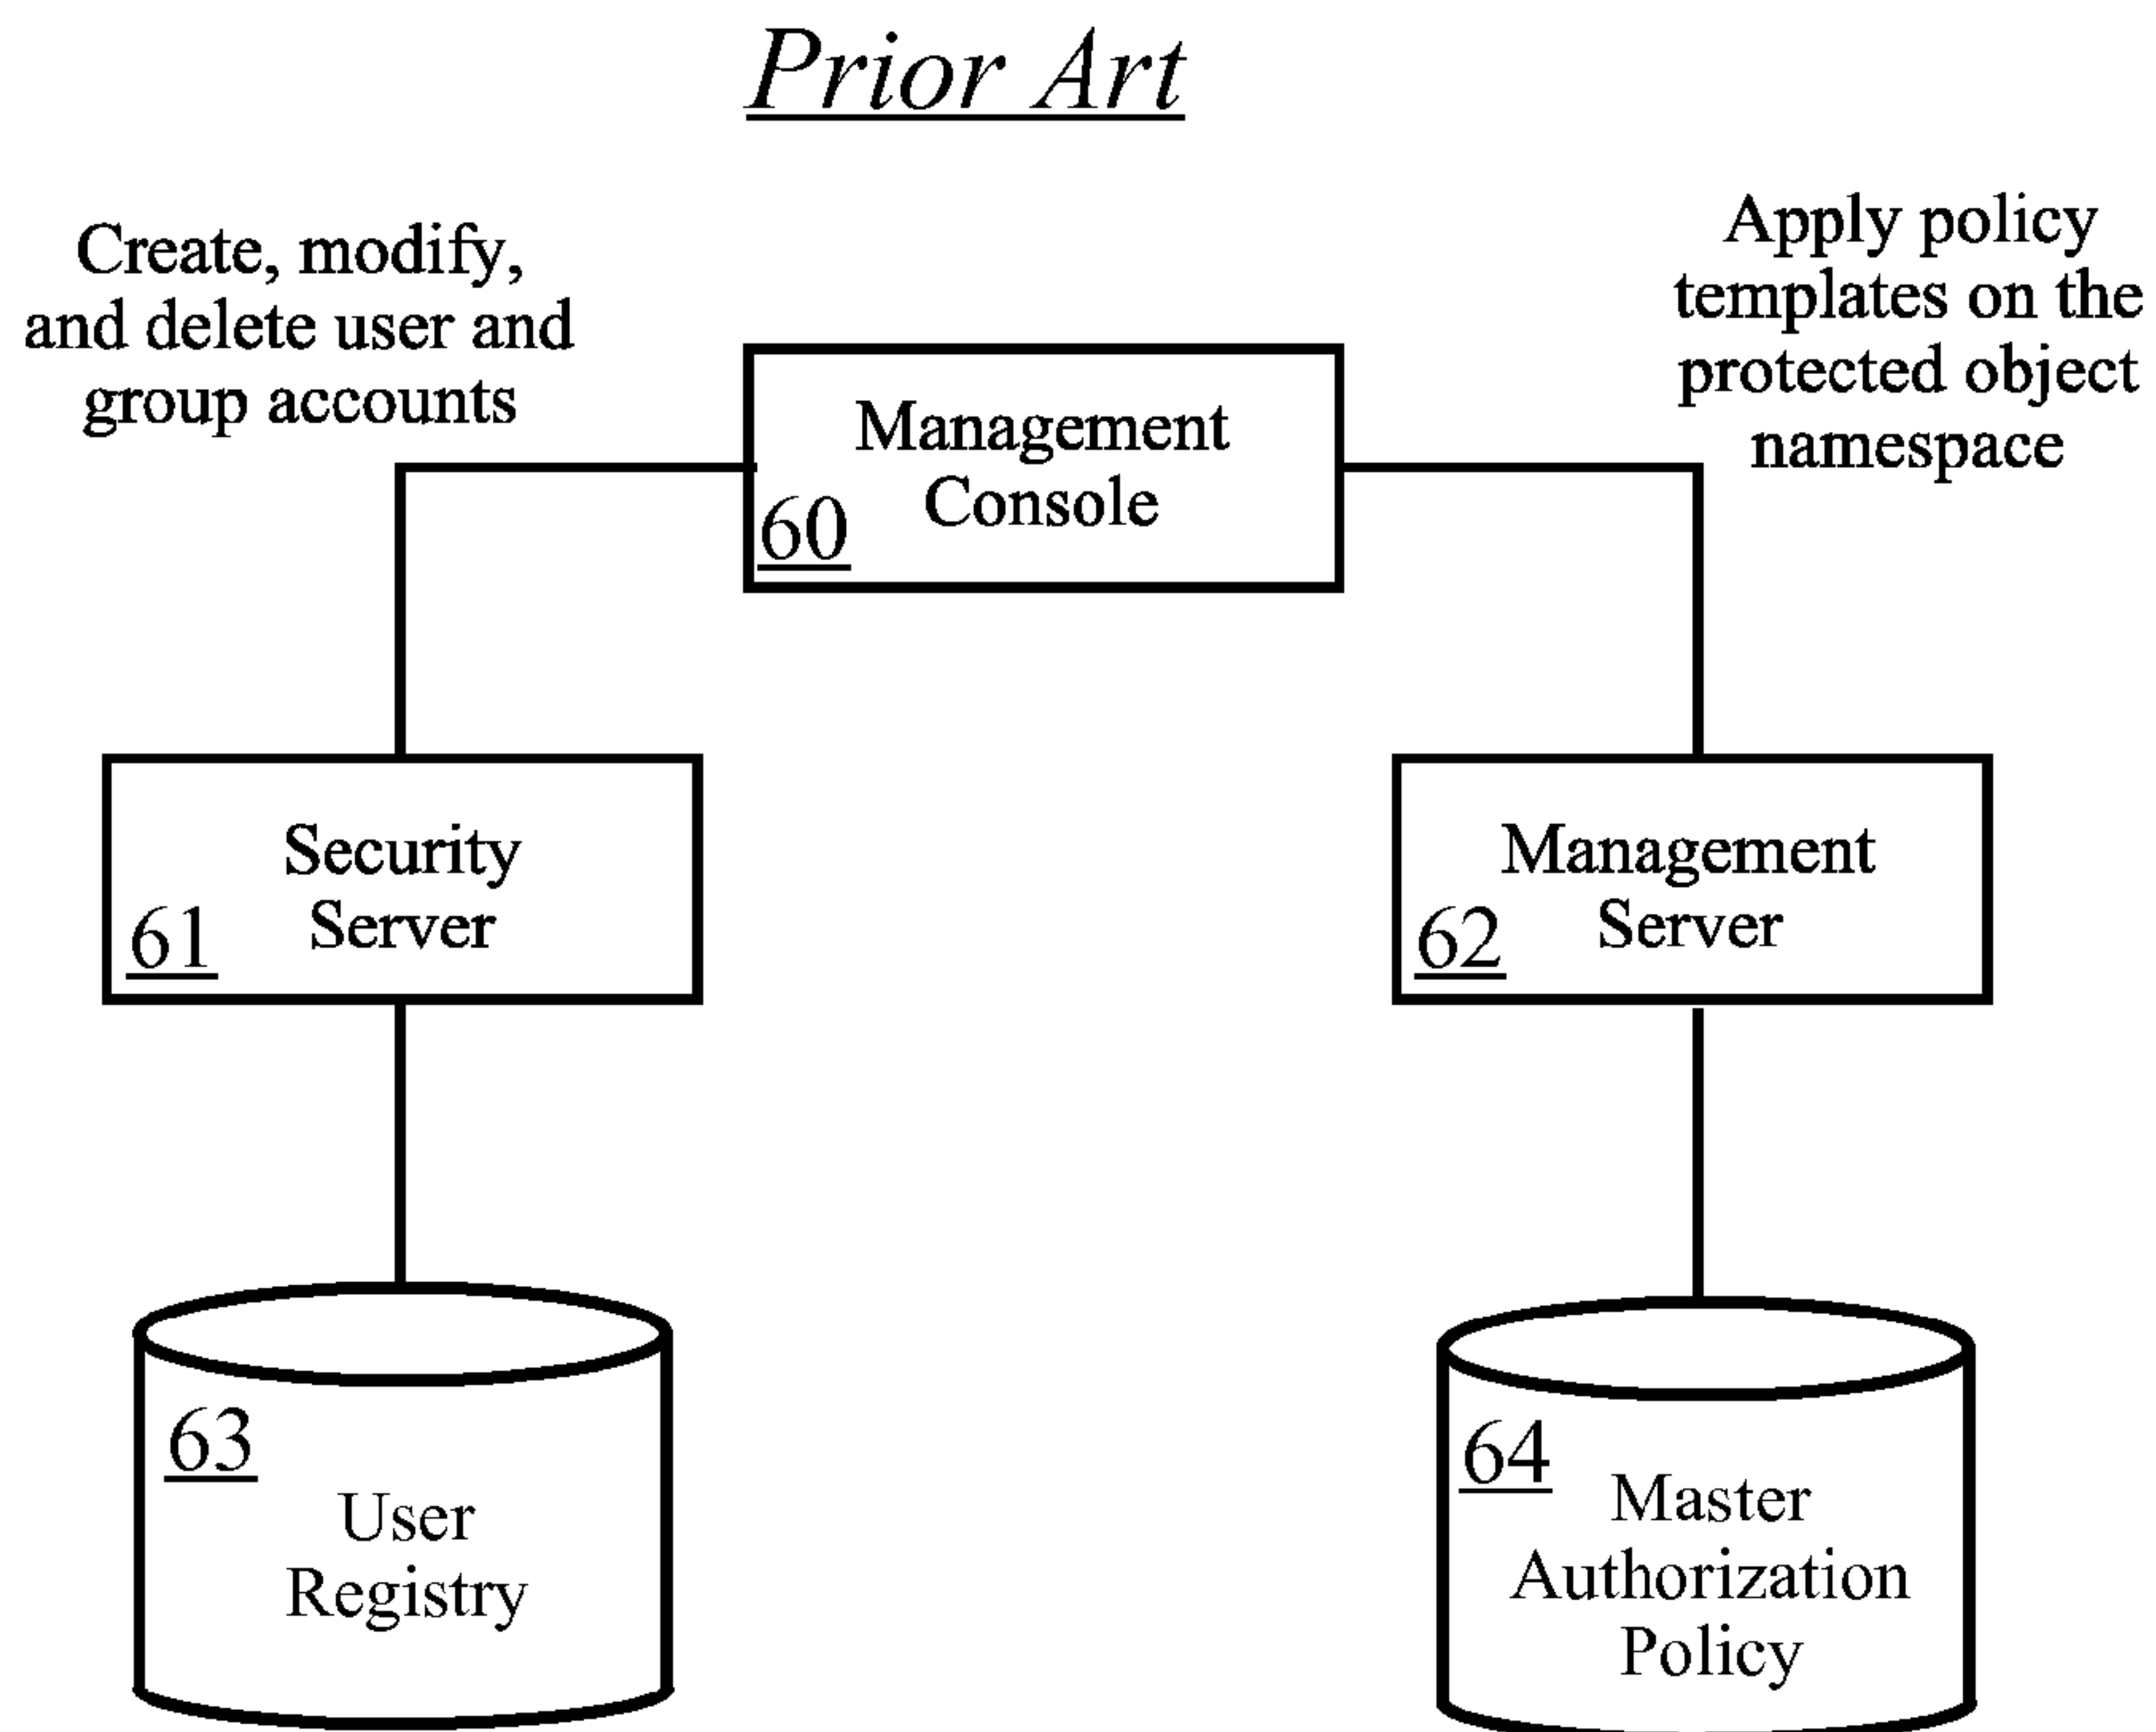 Prior Art
Create, modify,
and delete user and
group accounts
Apply policy
templates on the
protected object
namespace
Management
Console
60
Security
Server
61
Management
Server
62
63
User
Registry
64
Master
Authorization
Policy